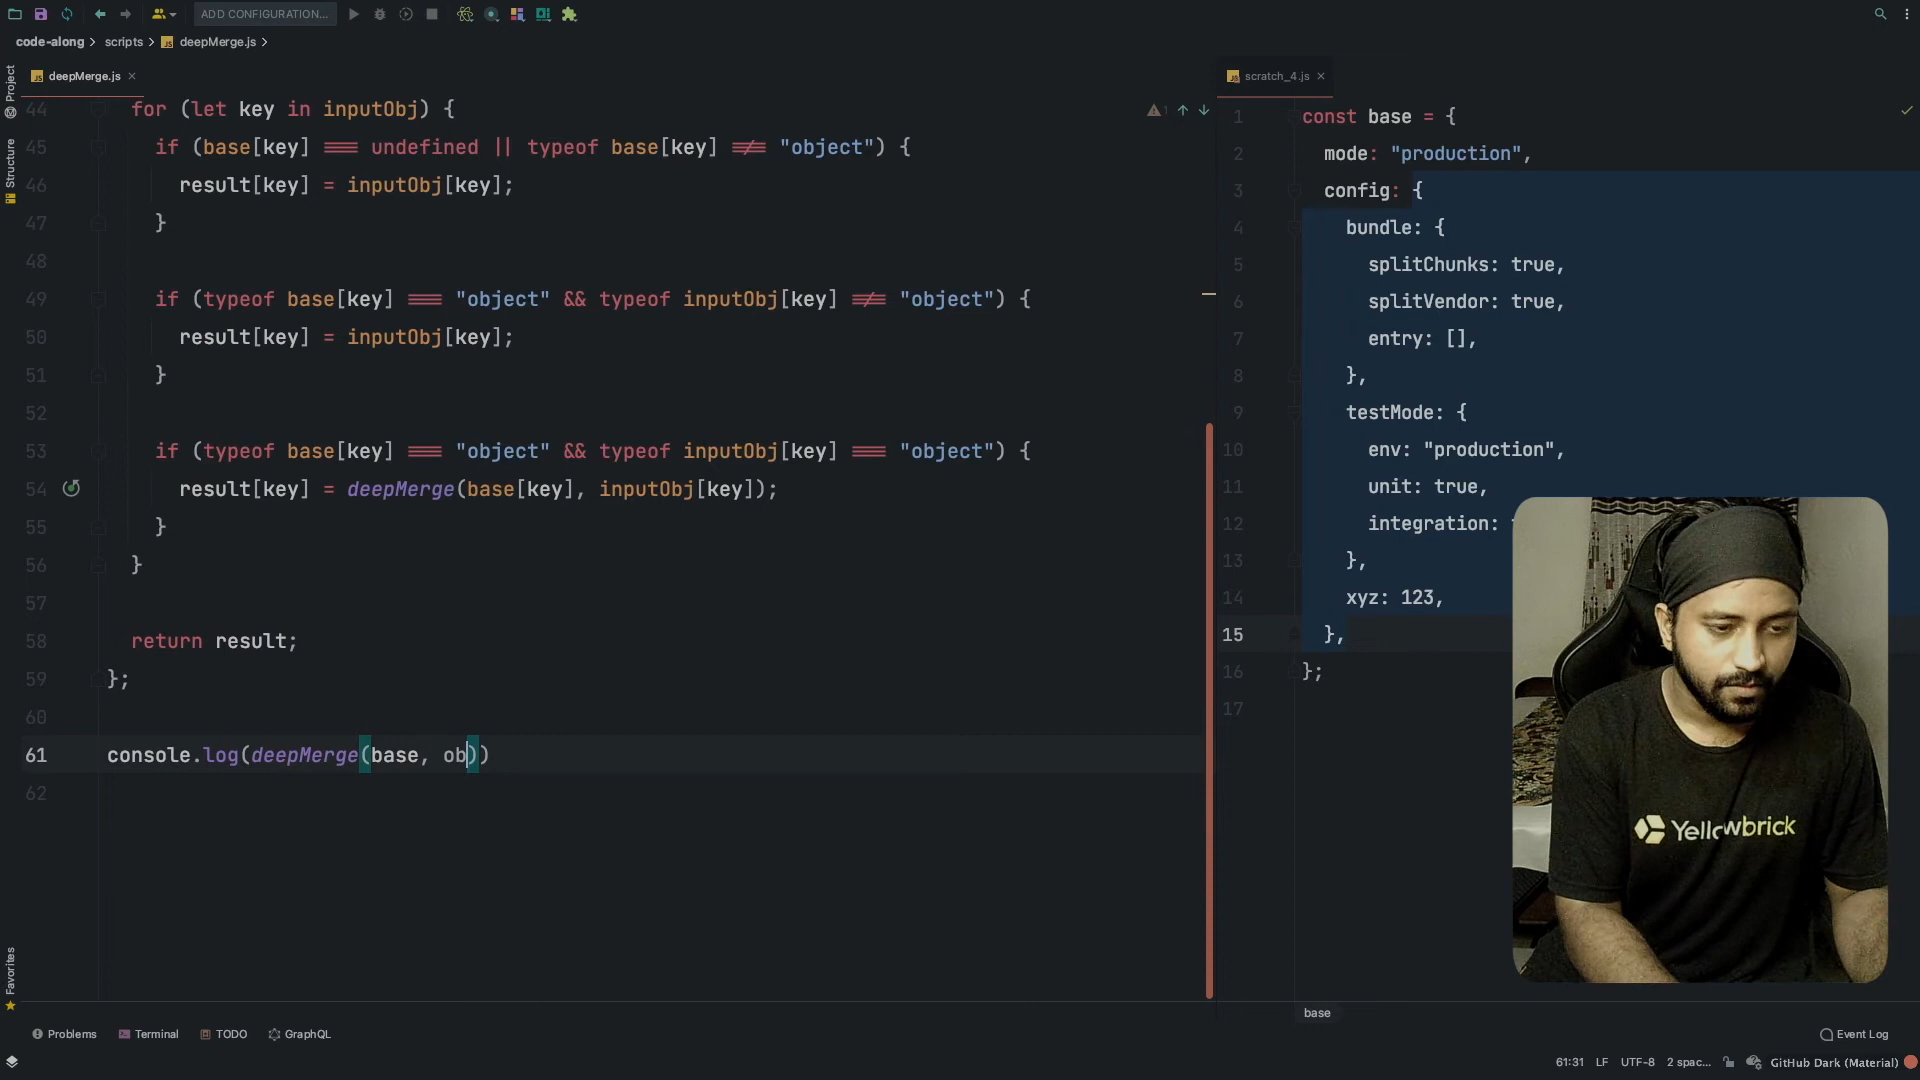 ADD CONFIGURATION...
code-along > scripts > deepMerge.js >
Project
Structure
Favorites
deepMerge.js ×
44 for (let key in inputObj) {
45 if (base[key] === undefined || typeof base[key] !== "object") {
46 result[key] = inputObj[key];
47 }
48
49 if (typeof base[key] === "object" && typeof inputObj[key] !== "object") {
50 result[key] = inputObj[key];
51 }
52
53 if (typeof base[key] === "object" && typeof inputObj[key] === "object") {
54 result[key] = deepMerge(base[key], inputObj[key]);
55 }
56 }
57
58 return result;
59 };
60
61 console.log(deepMerge(base, ob))
62
1
scratch_4.js ×
1 const base = {
2 mode: "production",
3 config: {
4 bundle: {
5 splitChunks: true,
6 splitVendor: true,
7 entry: [],
8 },
9 testMode: {
10 env: "production",
11 unit: true,
12 integration:
13 },
14 xyz: 123,
15 },
16 };
17
Yellowbrick
base
Problems Terminal TODO GraphQL Event Log
61:31 LF UTF-8 2 spac... GitHub Dark (Material)